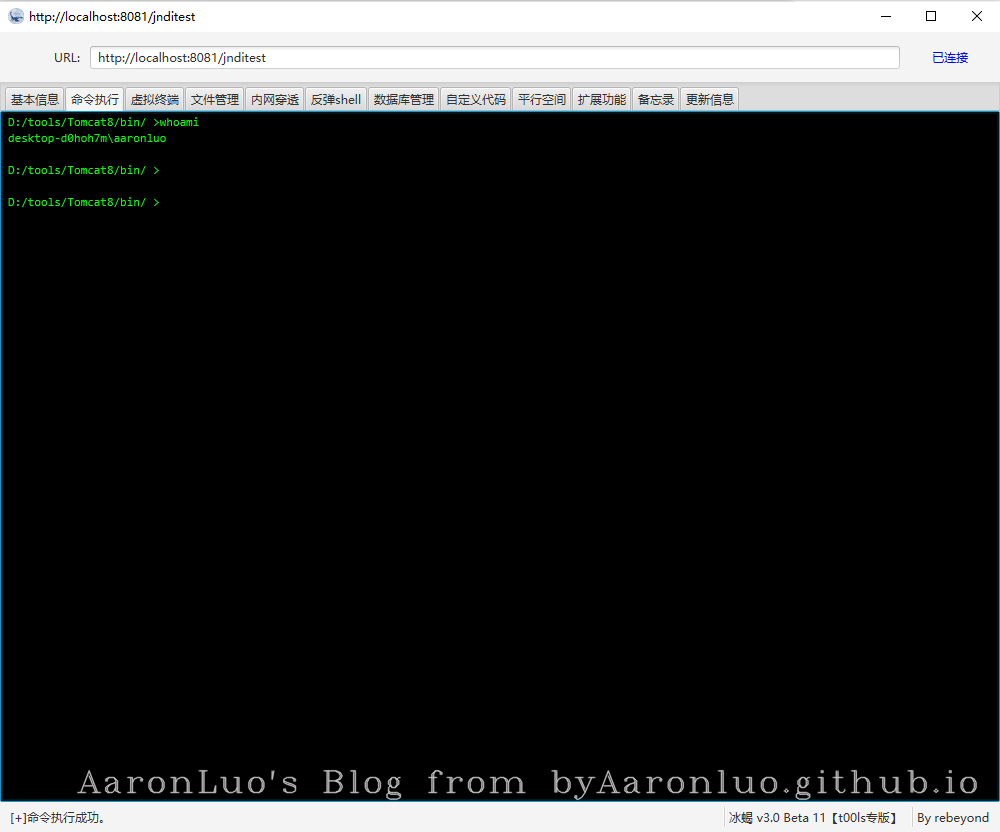 http://localhost:8081/jnditest
URL: http://localhost:8081/jnditest 已连接
基本信息 命令执行 虚拟终端 文件管理 内网穿透 反弹shell 数据库管理 自定义代码 平行空间 扩展功能 备忘录 更新信息
D:/tools/Tomcat8/bin/ >whoami
desktop-d0hoh7m\aaronluo
D:/tools/Tomcat8/bin/ >
D:/tools/Tomcat8/bin/ >
AaronLuo's Blog from byAaronluo.github.io
[+]命令执行成功。 冰蝎 v3.0 Beta 11【t00ls专版】 By rebeyond